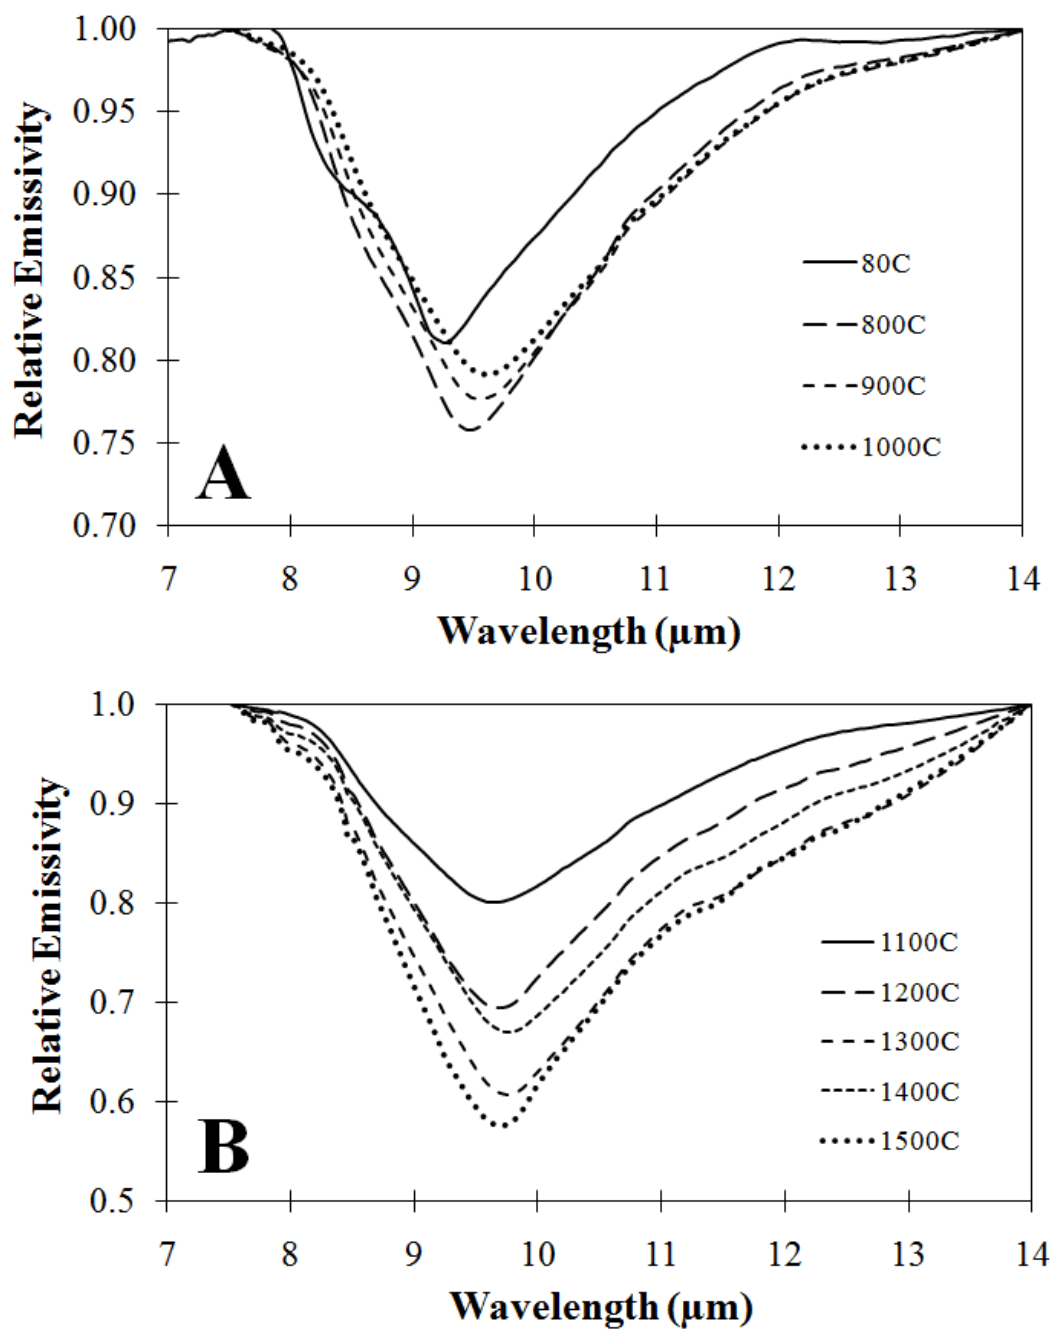 1.00
0.95
0.90
0.85
0.80
0.75
0.70
Relative Emissivity
80C
800C
900C
1000C
A
7 8 9 10 11 12 13 14
Wavelength (µm)
1.0
0.9
0.8
0.7
0.6
0.5
Relative Emissivity
1100C
1200C
1300C
1400C
1500C
B
7 8 9 10 11 12 13 14
Wavelength (µm)